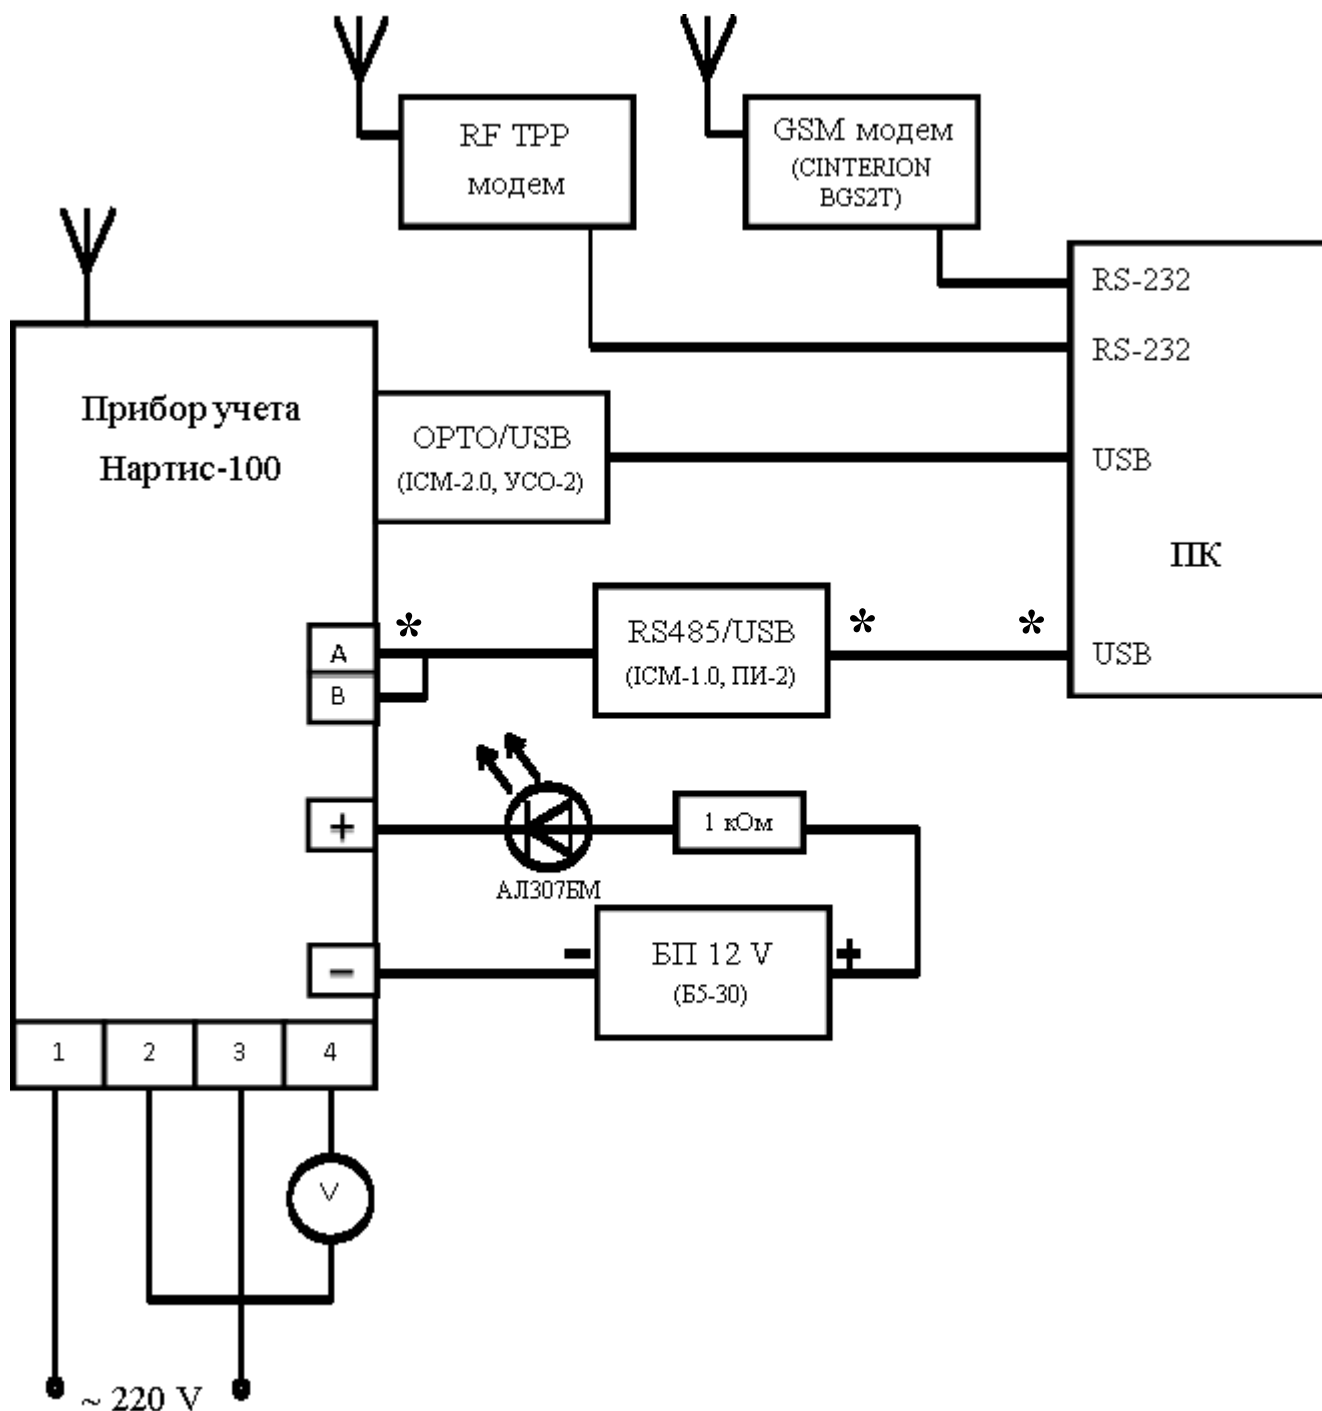 RF TPP
модем
GSM модем
(CINTERION
BGS2T)
RS-232
RS-232
Прибор учета
Нартис-100
OPTO/USB
(ICM-2.0, УСО-2)
USB
ПК
*
*
*
A
B
RS485/USB
(ICM-1.0, ПИ-2)
USB
+
1 кОм
АЛ307БМ
-
- БП 12 V +
(Б5-30)
1 2 3 4
V
~ 220 V